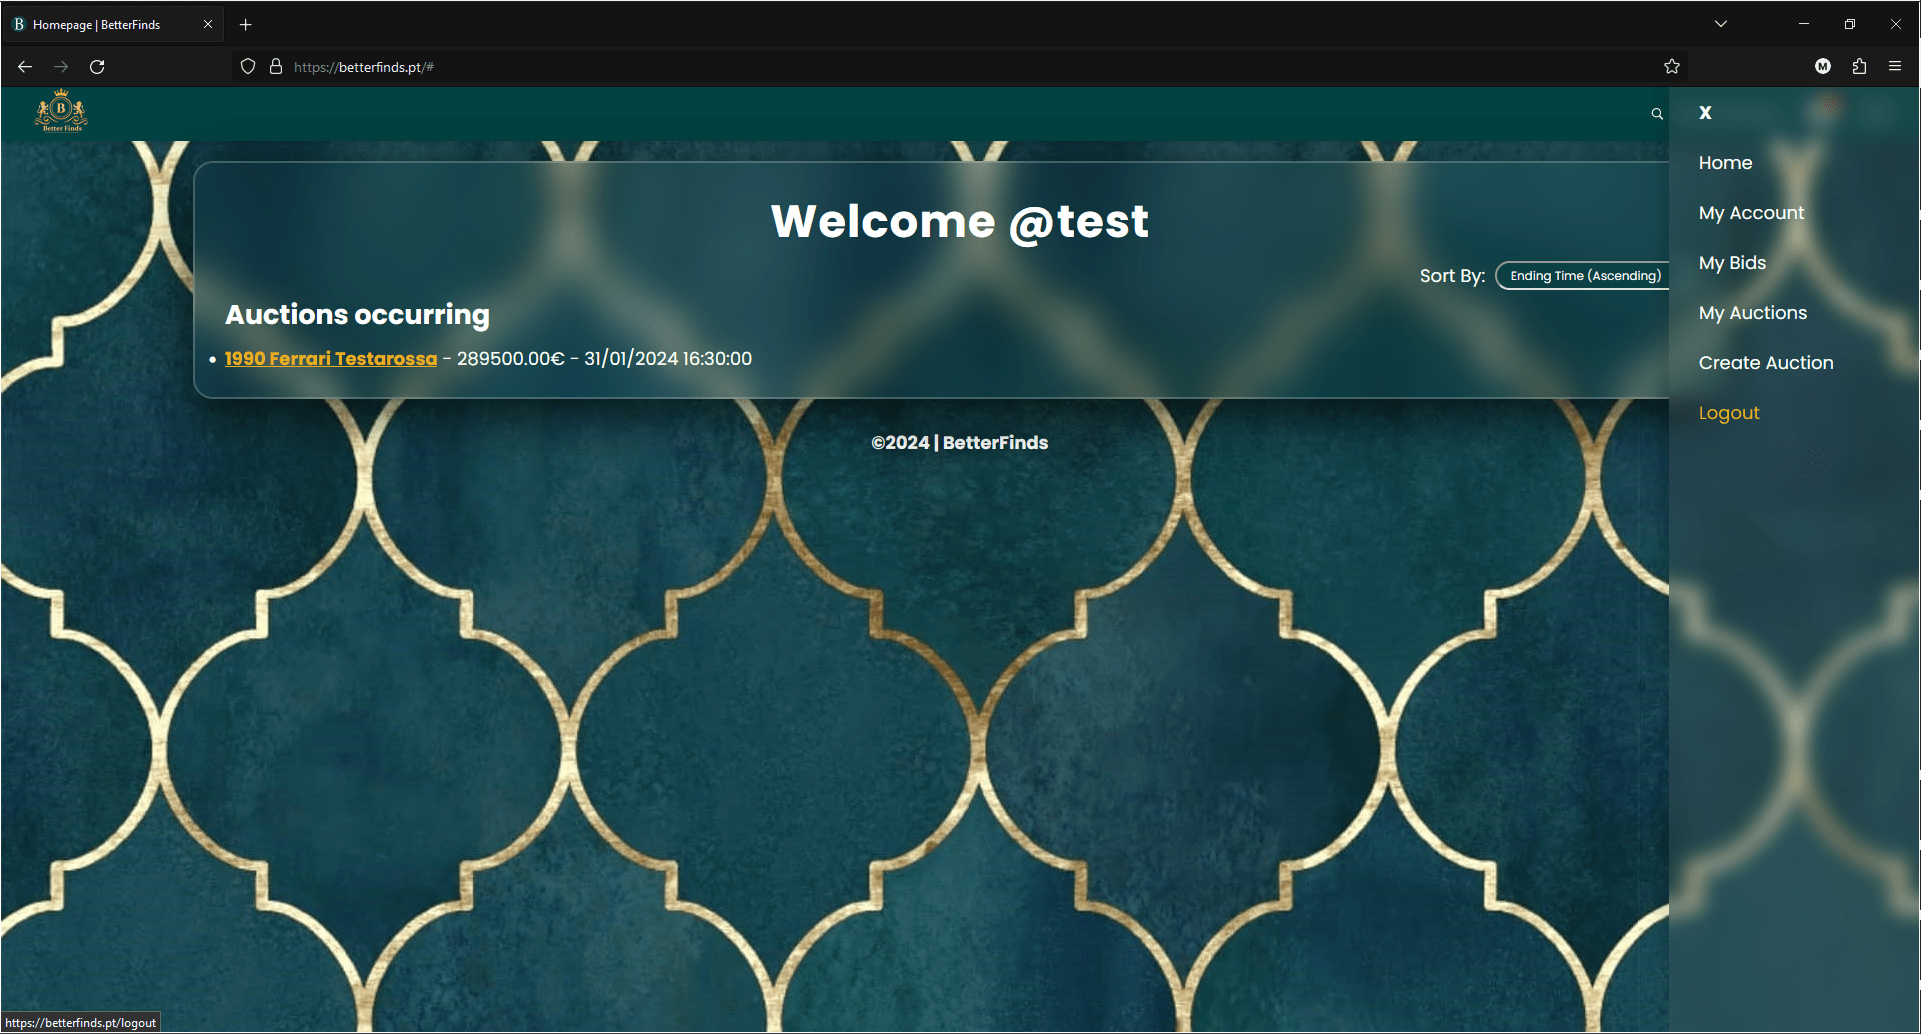 B Homepage | BetterFinds
https://betterfinds.pt/#
M
B
Better Finds
X
Home
My Account
My Bids
My Auctions
Create Auction
Logout
Welcome @test
Sort By: Ending Time (Ascending)
Auctions occurring
• 1990 Ferrari Testarossa - 289500.00€ - 31/01/2024 16:30:00
©2024 | BetterFinds
https://betterfinds.pt/logout